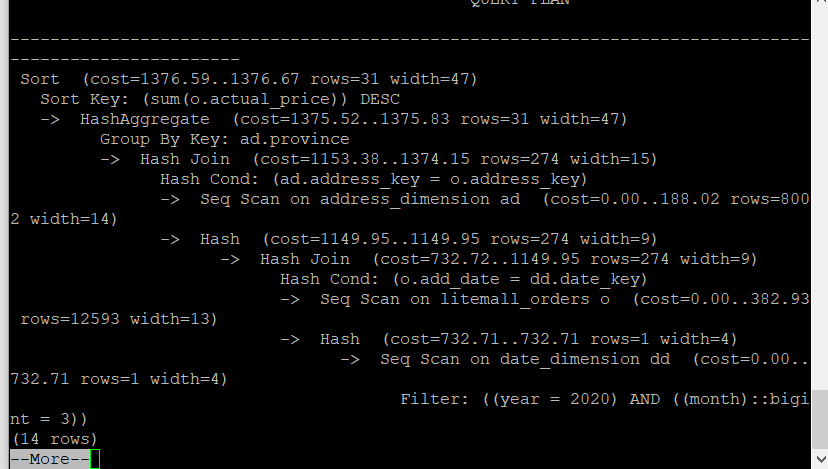 QUERY PLAN
--------------------------------------------------------------------------------
-----------------------
 Sort  (cost=1376.59..1376.67 rows=31 width=47)
   Sort Key: (sum(o.actual_price)) DESC
   ->  HashAggregate  (cost=1375.52..1375.83 rows=31 width=47)
         Group By Key: ad.province
         ->  Hash Join  (cost=1153.38..1374.15 rows=274 width=15)
               Hash Cond: (ad.address_key = o.address_key)
               ->  Seq Scan on address_dimension ad  (cost=0.00..188.02 rows=800
2 width=14)
               ->  Hash  (cost=1149.95..1149.95 rows=274 width=9)
                     ->  Hash Join  (cost=732.72..1149.95 rows=274 width=9)
                           Hash Cond: (o.add_date = dd.date_key)
                           ->  Seq Scan on litemall_orders o  (cost=0.00..382.93
 rows=12593 width=13)
                           ->  Hash  (cost=732.71..732.71 rows=1 width=4)
                                 ->  Seq Scan on date_dimension dd  (cost=0.00..
732.71 rows=1 width=4)
                                       Filter: ((year = 2020) AND ((month)::bigi
nt = 3))
(14 rows)
--More--